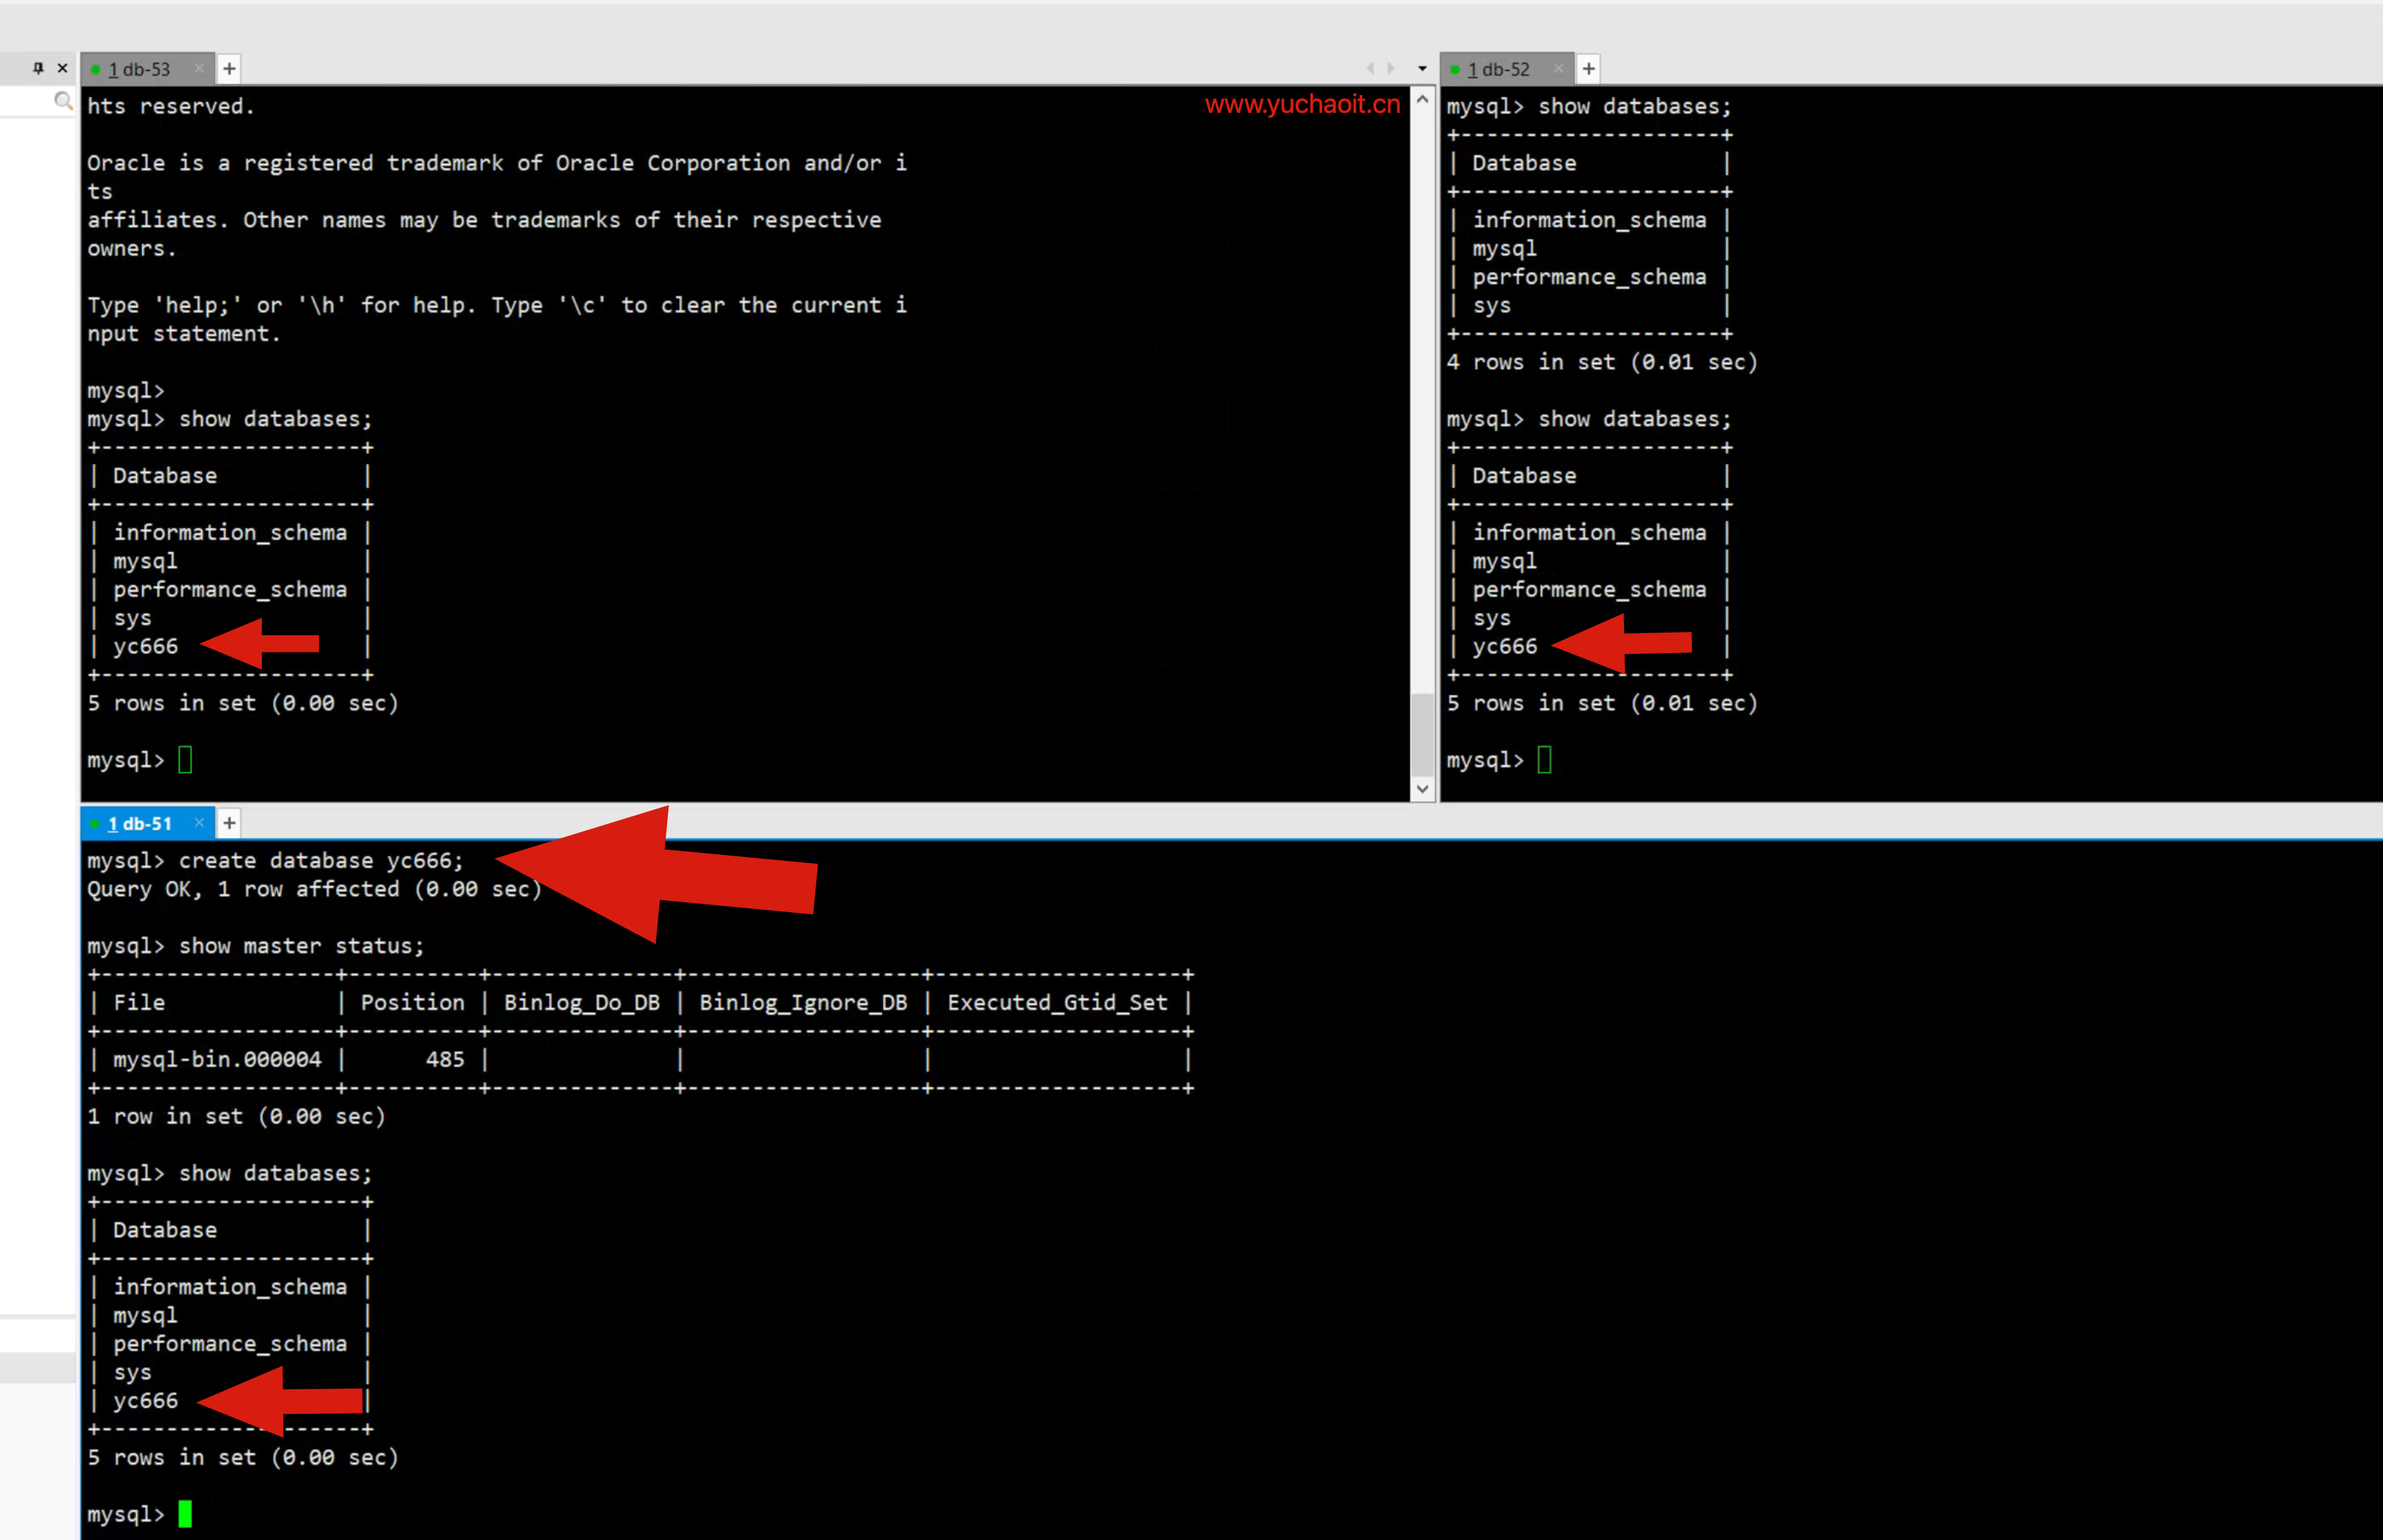 1 db-53
hts reserved.
www.yuchaoit.cn
Oracle is a registered trademark of Oracle Corporation and/or i
ts
affiliates. Other names may be trademarks of their respective
owners.
Type 'help;' or '\h' for help. Type '\c' to clear the current i
nput statement.
mysql>
mysql> show databases;
+--------------------+
| Database           |
+--------------------+
| information_schema |
| mysql              |
| performance_schema |
| sys                |
| yc666              |
+--------------------+
5 rows in set (0.00 sec)
mysql>
1 db-52
mysql> show databases;
+--------------------+
| Database           |
+--------------------+
| information_schema |
| mysql              |
| performance_schema |
| sys                |
+--------------------+
4 rows in set (0.01 sec)
mysql> show databases;
+--------------------+
| Database           |
+--------------------+
| information_schema |
| mysql              |
| performance_schema |
| sys                |
| yc666              |
+--------------------+
5 rows in set (0.01 sec)
mysql>
1 db-51
mysql> create database yc666;
Query OK, 1 row affected (0.00 sec)
mysql> show master status;
+------------------+----------+--------------+------------------+-------------------+
| File             | Position | Binlog_Do_DB | Binlog_Ignore_DB | Executed_Gtid_Set |
+------------------+----------+--------------+------------------+-------------------+
| mysql-bin.000004 |      485 |              |                  |                   |
+------------------+----------+--------------+------------------+-------------------+
1 row in set (0.00 sec)
mysql> show databases;
+--------------------+
| Database           |
+--------------------+
| information_schema |
| mysql              |
| performance_schema |
| sys                |
| yc666              |
+--------------------+
5 rows in set (0.00 sec)
mysql>